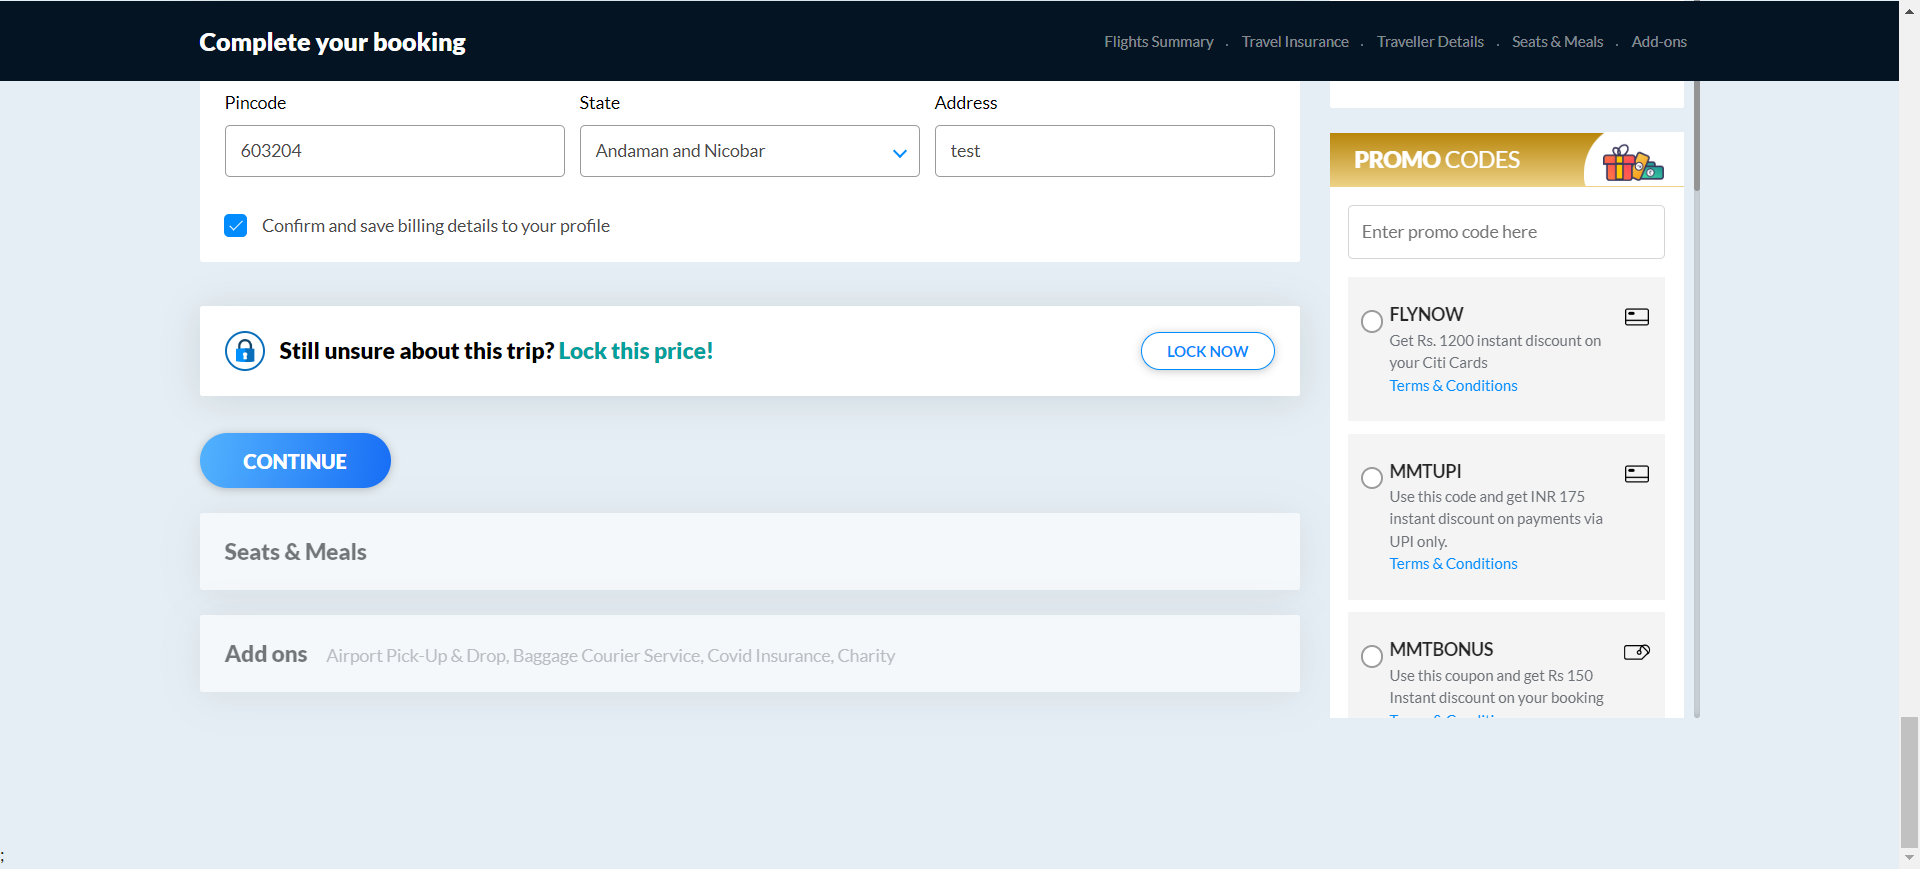 Complete your booking
Flights Summary . Travel Insurance . Traveller Details . Seats & Meals . Add-ons
Pincode
State
Address
603204
Andaman and Nicobar
test
Confirm and save billing details to your profile
Still unsure about this trip? Lock this price!
LOCK NOW
CONTINUE
Seats & Meals
Add ons Airport Pick-Up & Drop, Baggage Courier Service, Covid Insurance, Charity
PROMO CODES
Enter promo code here
FLYNOW
Get Rs. 1200 instant discount on
your Citi Cards
Terms & Conditions
MMTUPI
Use this code and get INR 175
instant discount on payments via
UPI only.
Terms & Conditions
MMTBONUS
Use this coupon and get Rs 150
Instant discount on your booking
;